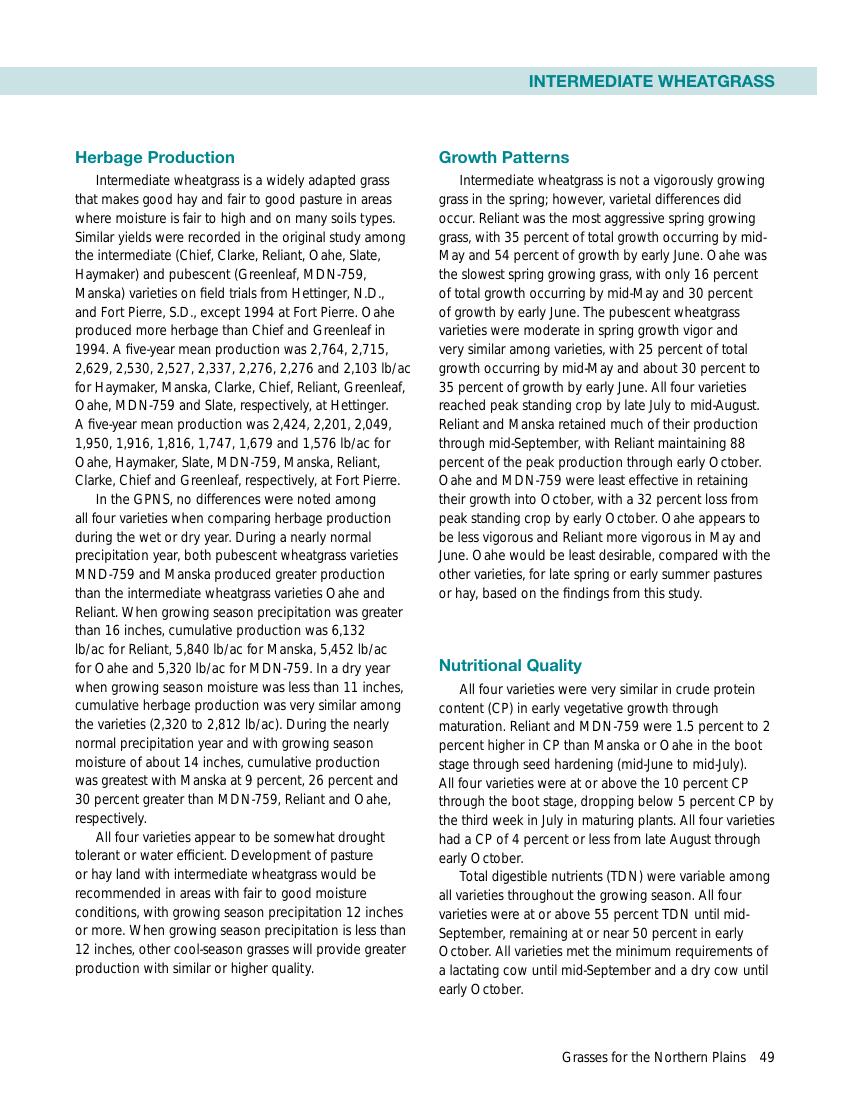 INTERMEDIATE WHEATGRASS
Herbage Production
Intermediate wheatgrass is a widely adapted grass
that makes good hay and fair to good pasture in areas
where moisture is fair to high and on many soils types.
Similar yields were recorded in the original study among
the intermediate (Chief, Clarke, Reliant, Oahe, Slate,
Haymaker) and pubescent (Greenleaf, MDN-759,
Manska) varieties on field trials from Hettinger, N.D.,
and Fort Pierre, S.D., except 1994 at Fort Pierre. Oahe
produced more herbage than Chief and Greenleaf in
1994. A five-year mean production was 2,764, 2,715,
2,629, 2,530, 2,527, 2,337, 2,276, 2,276 and 2,103 lb/ac
for Haymaker, Manska, Clarke, Chief, Reliant, Greenleaf,
Oahe, MDN-759 and Slate, respectively, at Hettinger.
A five-year mean production was 2,424, 2,201, 2,049,
1,950, 1,916, 1,816, 1,747, 1,679 and 1,576 lb/ac for
Oahe, Haymaker, Slate, MDN-759, Manska, Reliant,
Clarke, Chief and Greenleaf, respectively, at Fort Pierre.
In the GPNS, no differences were noted among
all four varieties when comparing herbage production
during the wet or dry year. During a nearly normal
precipitation year, both pubescent wheatgrass varieties
MND-759 and Manska produced greater production
than the intermediate wheatgrass varieties Oahe and
Reliant. When growing season precipitation was greater
than 16 inches, cumulative production was 6,132
lb/ac for Reliant, 5,840 lb/ac for Manska, 5,452 lb/ac
for Oahe and 5,320 lb/ac for MDN-759. In a dry year
when growing season moisture was less than 11 inches,
cumulative herbage production was very similar among
the varieties (2,320 to 2,812 lb/ac). During the nearly
normal precipitation year and with growing season
moisture of about 14 inches, cumulative production
was greatest with Manska at 9 percent, 26 percent and
30 percent greater than MDN-759, Reliant and Oahe,
respectively.
All four varieties appear to be somewhat drought
tolerant or water efficient. Development of pasture
or hay land with intermediate wheatgrass would be
recommended in areas with fair to good moisture
conditions, with growing season precipitation 12 inches
or more. When growing season precipitation is less than
12 inches, other cool-season grasses will provide greater
production with similar or higher quality.
Growth Patterns
Intermediate wheatgrass is not a vigorously growing
grass in the spring; however, varietal differences did
occur. Reliant was the most aggressive spring growing
grass, with 35 percent of total growth occurring by mid-
May and 54 percent of growth by early June. Oahe was
the slowest spring growing grass, with only 16 percent
of total growth occurring by mid-May and 30 percent
of growth by early June. The pubescent wheatgrass
varieties were moderate in spring growth vigor and
very similar among varieties, with 25 percent of total
growth occurring by mid-May and about 30 percent to
35 percent of growth by early June. All four varieties
reached peak standing crop by late July to mid-August.
Reliant and Manska retained much of their production
through mid-September, with Reliant maintaining 88
percent of the peak production through early October.
Oahe and MDN-759 were least effective in retaining
their growth into October, with a 32 percent loss from
peak standing crop by early October. Oahe appears to
be less vigorous and Reliant more vigorous in May and
June. Oahe would be least desirable, compared with the
other varieties, for late spring or early summer pastures
or hay, based on the findings from this study.
Nutritional Quality
All four varieties were very similar in crude protein
content (CP) in early vegetative growth through
maturation. Reliant and MDN-759 were 1.5 percent to 2
percent higher in CP than Manska or Oahe in the boot
stage through seed hardening (mid-June to mid-July).
All four varieties were at or above the 10 percent CP
through the boot stage, dropping below 5 percent CP by
the third week in July in maturing plants. All four varieties
had a CP of 4 percent or less from late August through
early October.
Total digestible nutrients (TDN) were variable among
all varieties throughout the growing season. All four
varieties were at or above 55 percent TDN until mid-
September, remaining at or near 50 percent in early
October. All varieties met the minimum requirements of
a lactating cow until mid-September and a dry cow until
early October.
Grasses for the Northern Plains 49